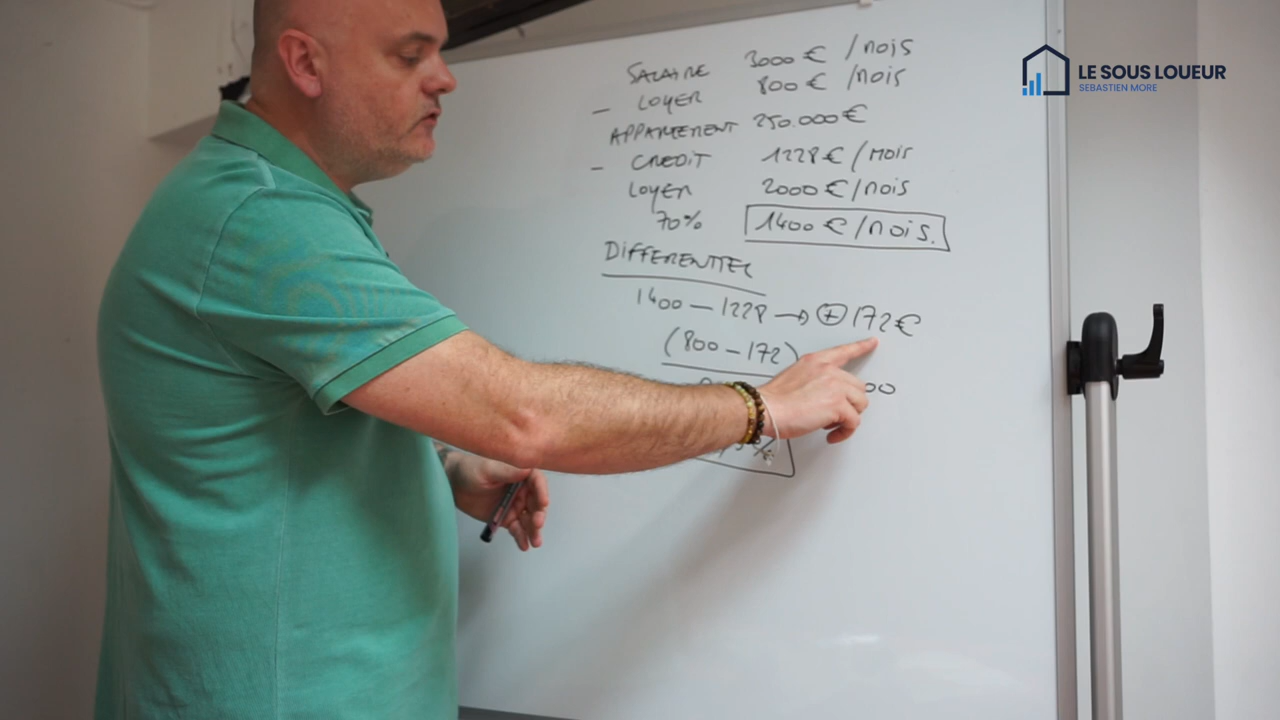 LE SOUS LOUEUR
SEBASTIEN MORE
SALAIRE 3000 € /mois
– LOYER 800 € /mois
APPARTEMENT 250.000 €
– CREDIT 1228 € /mois
LOYER 2000 € /mois
70% 1400 € /mois.
DIFFERENTIEL
1400 – 1228 → + 172 €
(800 – 172)